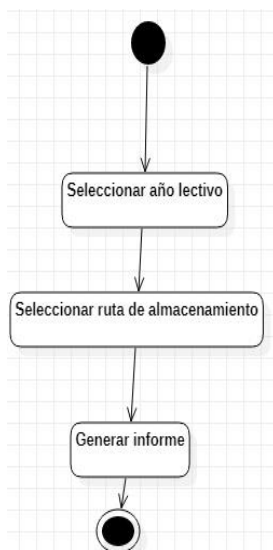 Seleccionar año lectivo
Seleccionar ruta de almacenamiento
Generar informe